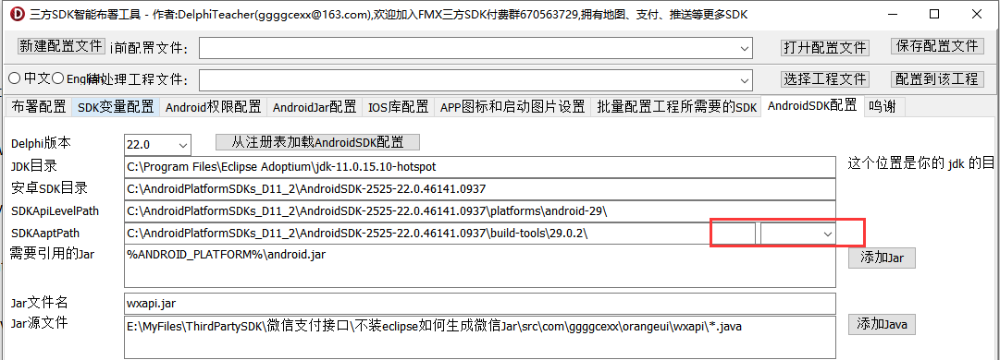 三方SDK智能布署工具 - 作者:DelphiTeacher(ggggcexx@163.com),欢迎加入FMX三方SDK付费群670563729,拥有地图、支付、推送等更多SDK
新建配置文件 前配置文件: 打开配置文件 保存配置文件
中文 English 待处理工程文件: 选择工程文件 配置到该工程
布署配置 SDK变量配置 Android权限配置 AndroidJar配置 IOS库配置 APP图标和启动图片设置 批量配置工程所需要的SDK AndroidSDK配置 鸣谢
Delphi版本 22.0 从注册表加载AndroidSDK配置
JDK目录 C:\Program Files\Eclipse Adoptium\jdk-11.0.15.10-hotspot 这个位置是你的 jdk 的目
安卓SDK目录 C:\AndroidPlatformSDKs_D11_2\AndroidSDK-2525-22.0.46141.0937
SDKApiLevelPath C:\AndroidPlatformSDKs_D11_2\AndroidSDK-2525-22.0.46141.0937\platforms\android-29\
SDKAaptPath C:\AndroidPlatformSDKs_D11_2\AndroidSDK-2525-22.0.46141.0937\build-tools\29.0.2\
需要引用的Jar %ANDROID_PLATFORM%\android.jar 添加Jar
Jar文件名 wxapi.jar
Jar源文件 E:\MyFiles\ThirdPartySDK\微信支付接口\不装eclipse如何生成微信Jar\src\com\ggggcexx\orangeui\wxapi\*.java 添加Java